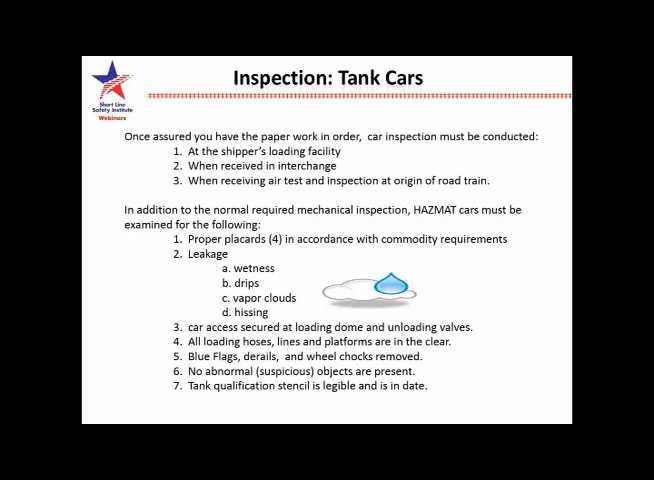 Inspection: Tank Cars
Short Line
Safety Institute
Webinars
Once assured you have the paper work in order, car inspection must be conducted:
1. At the shipper's loading facility
2. When received in interchange
3. When receiving air test and inspection at origin of road train.
In addition to the normal required mechanical inspection, HAZMAT cars must be
examined for the following:
1. Proper placards (4) in accordance with commodity requirements
2. Leakage
a. wetness
b. drips
c. vapor clouds
d. hissing
3. car access secured at loading dome and unloading valves.
4. All loading hoses, lines and platforms are in the clear.
5. Blue Flags, derails, and wheel chocks removed.
6. No abnormal (suspicious) objects are present.
7. Tank qualification stencil is legible and is in date.